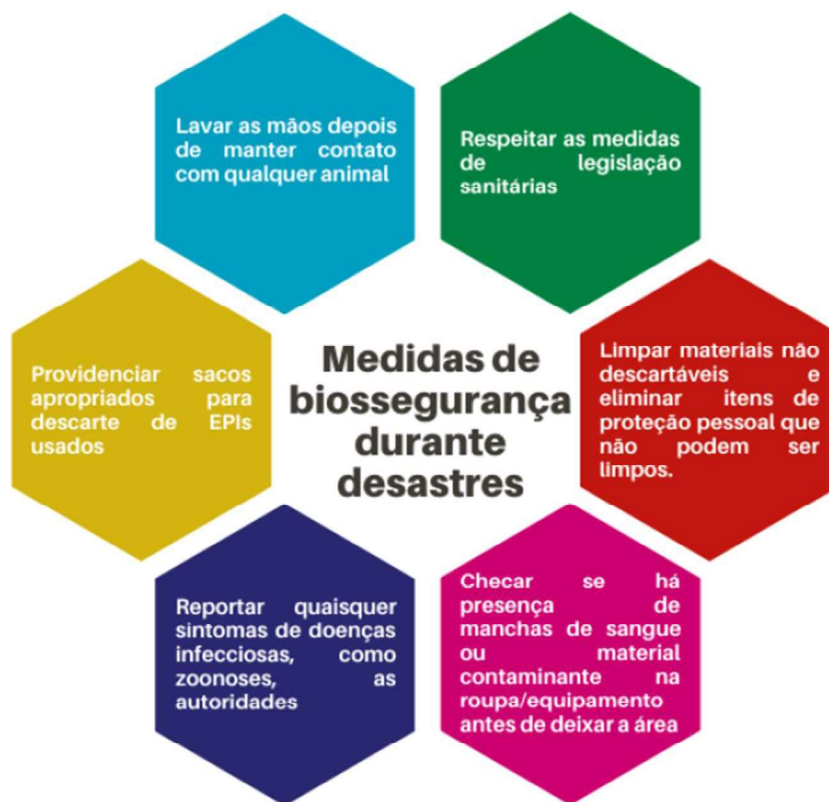 Lavar as mãos depois
de manter contato
com qualquer animal
Respeitar as medidas
de legislação
sanitárias
Providenciar sacos
apropriados para
descarte de EPIs
usados
Medidas de
biossegurança
durante
desastres
Limpar materiais não
descartáveis e
eliminar itens de
proteção pessoal que
não podem ser
limpos.
Reportar quaisquer
sintomas de doenças
infecciosas, como
zoonoses, as
autoridades
Checar se há
presença de
manchas de sangue
ou material
contaminante na
roupa/equipamento
antes de deixar a área